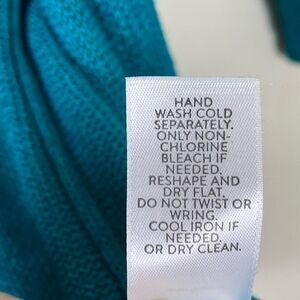 HAND
WASH COLD
SEPARATELY.
ONLY NON-
CHLORINE
BLEACH IF
NEEDED.
RESHAPE AND
DRY FLAT.
DO NOT TWIST OR
WRING.
COOL IRON IF
NEEDED.
OR DRY CLEAN.